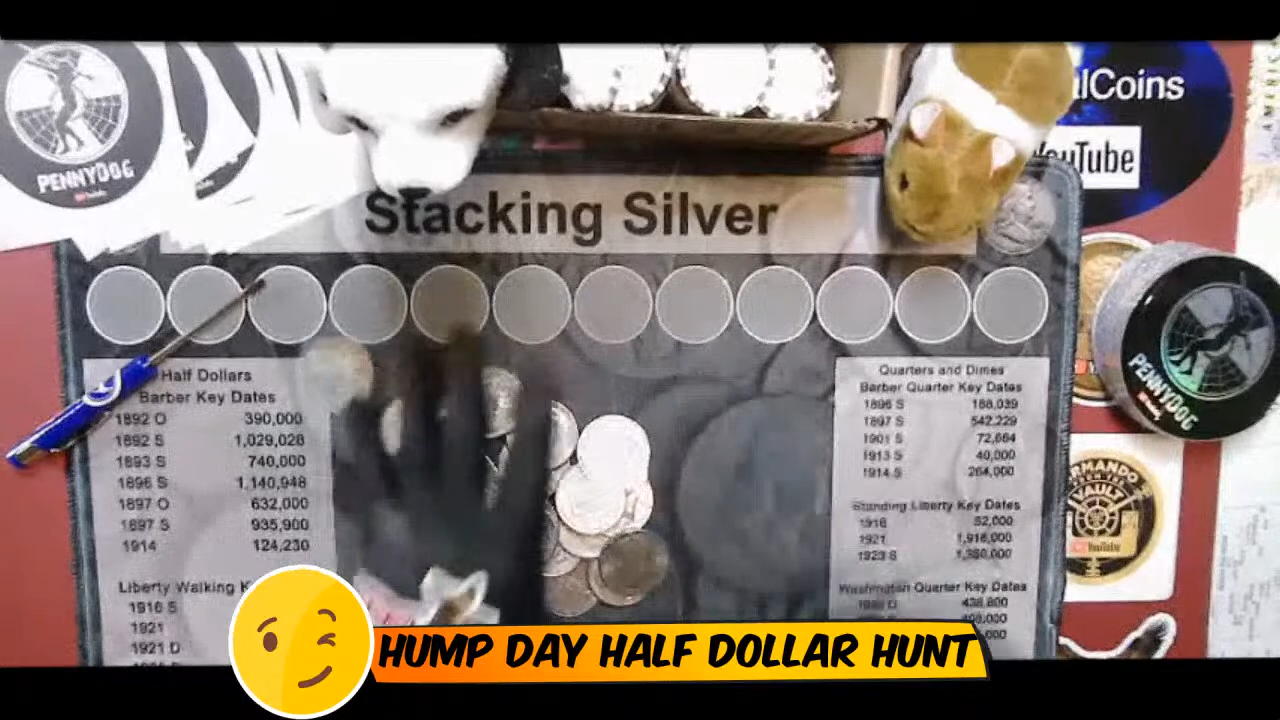 PENNYDOG
lCoins
YouTube
AMERIC
Stacking Silver
Half Dollars
Barber Key Dates
1892 O 390,000
1892 S 1,029,028
1893 S 740,000
1896 S 1,140,948
1897 O 632,000
1897 S 935,900
1914 124,230
Liberty Walking K
1916 S
1921
1921 D
Quarters and Dimes
Barber Quarter Key Dates
1896 S 188,039
1897 S 542,229
1901 S 72,664
1913 S 40,000
1914 S 264,000
Standing Liberty Key Dates
1916 52,000
1921 1,916,000
1923 S 1,360,000
Washington Quarter Key Dates
PENNYDOG
VAULT
YouTube
HUMP DAY HALF DOLLAR HUNT